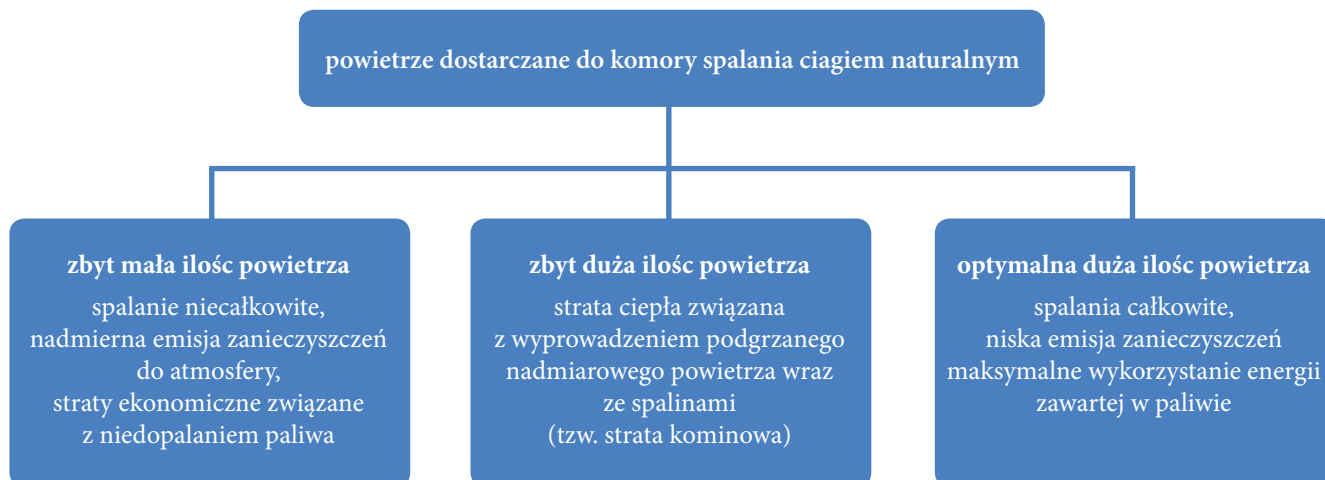 powietrze dostarczane do komory spalania ciagiem naturalnym
zbyt mała ilośc powietrza
spalanie niecałkowite,
nadmierna emisja zanieczyszczeń
do atmosfery,
straty ekonomiczne związane
z niedopalaniem paliwa
zbyt duża ilośc powietrza
strata ciepła związana
z wyprowadzeniem podgrzanego
nadmiarowego powietrza wraz
ze spalinami
(tzw. strata kominowa)
optymalna duża ilośc powietrza
spalania całkowite,
niska emisja zanieczyszczeń
maksymalne wykorzystanie energii
zawartej w paliwie